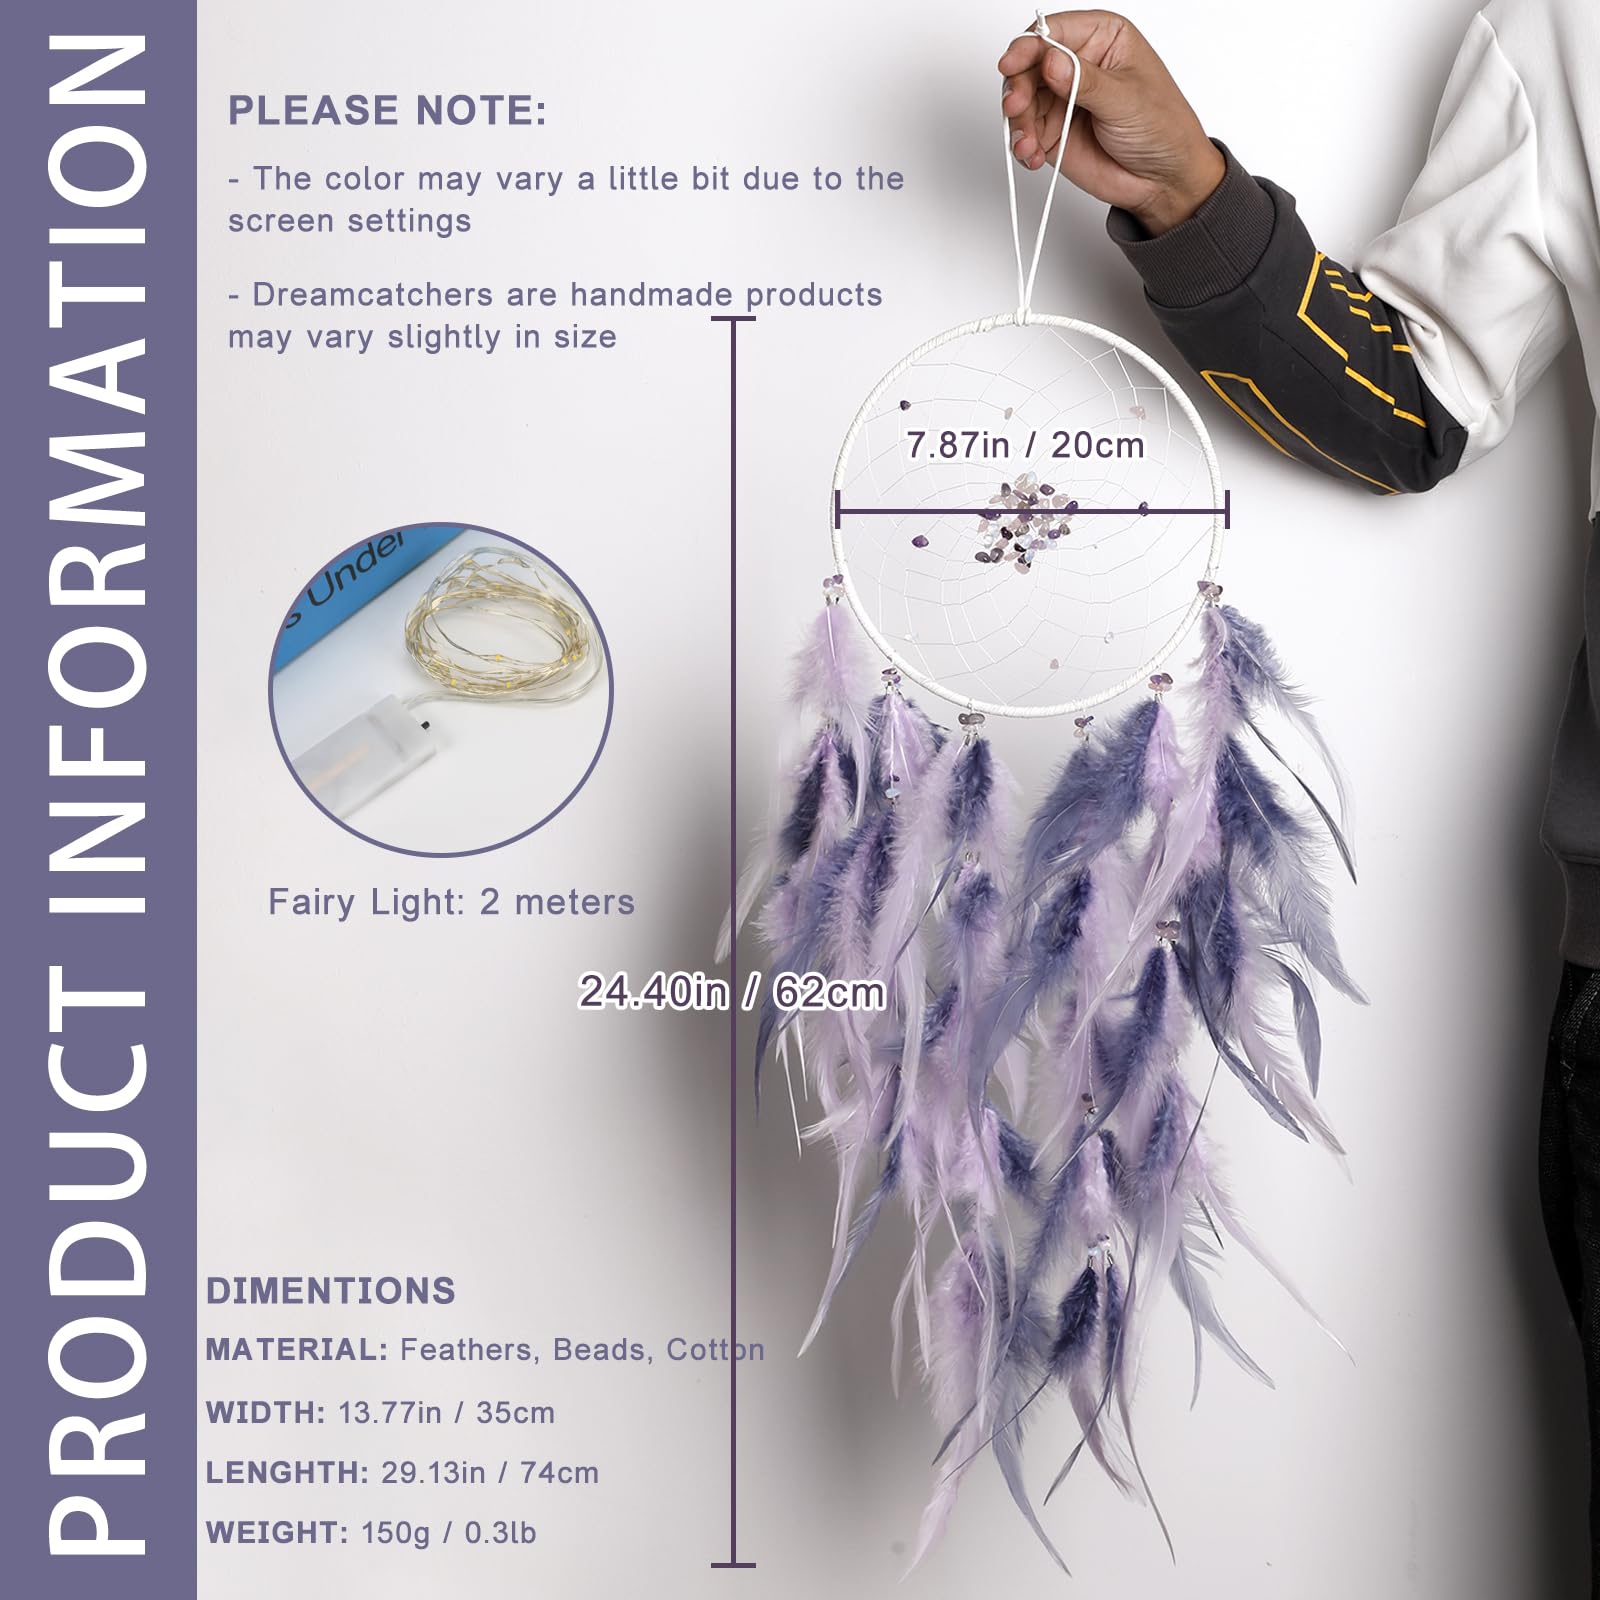 PRODUCT INFORMATION
PLEASE NOTE:
- The color may vary a little bit due to the
screen settings
- Dreamcatchers are handmade products
may vary slightly in size
7.87in / 20cm
s Under
Fairy Light: 2 meters
24.40in / 62cm
DIMENTIONS
MATERIAL: Feathers, Beads, Cotton
WIDTH: 13.77in / 35cm
LENGHTH: 29.13in / 74cm
WEIGHT: 150g / 0.3lb